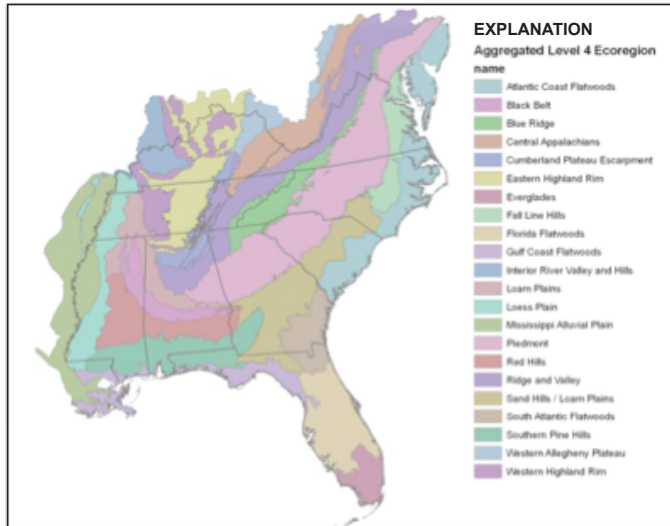 EXPLANATION
Aggregated Level 4 Ecoregion
name
Atlantic Coast Flatwoods
Black Belt
Blue Ridge
Central Appalachians
Cumberland Plateau Escarpment
Eastern Highland Rim
Everglades
Fall Line Hills
Florida Flatwoods
Gulf Coast Flatwoods
Interior River Valley and Hills
Loam Plains
Loess Plain
Mississippi Alluvial Plain
Piedmont
Red Hills
Ridge and Valley
Sand Hills / Loam Plains
South Atlantic Flatwoods
Southern Pine Hills
Western Allegheny Plateau
Western Highland Rim